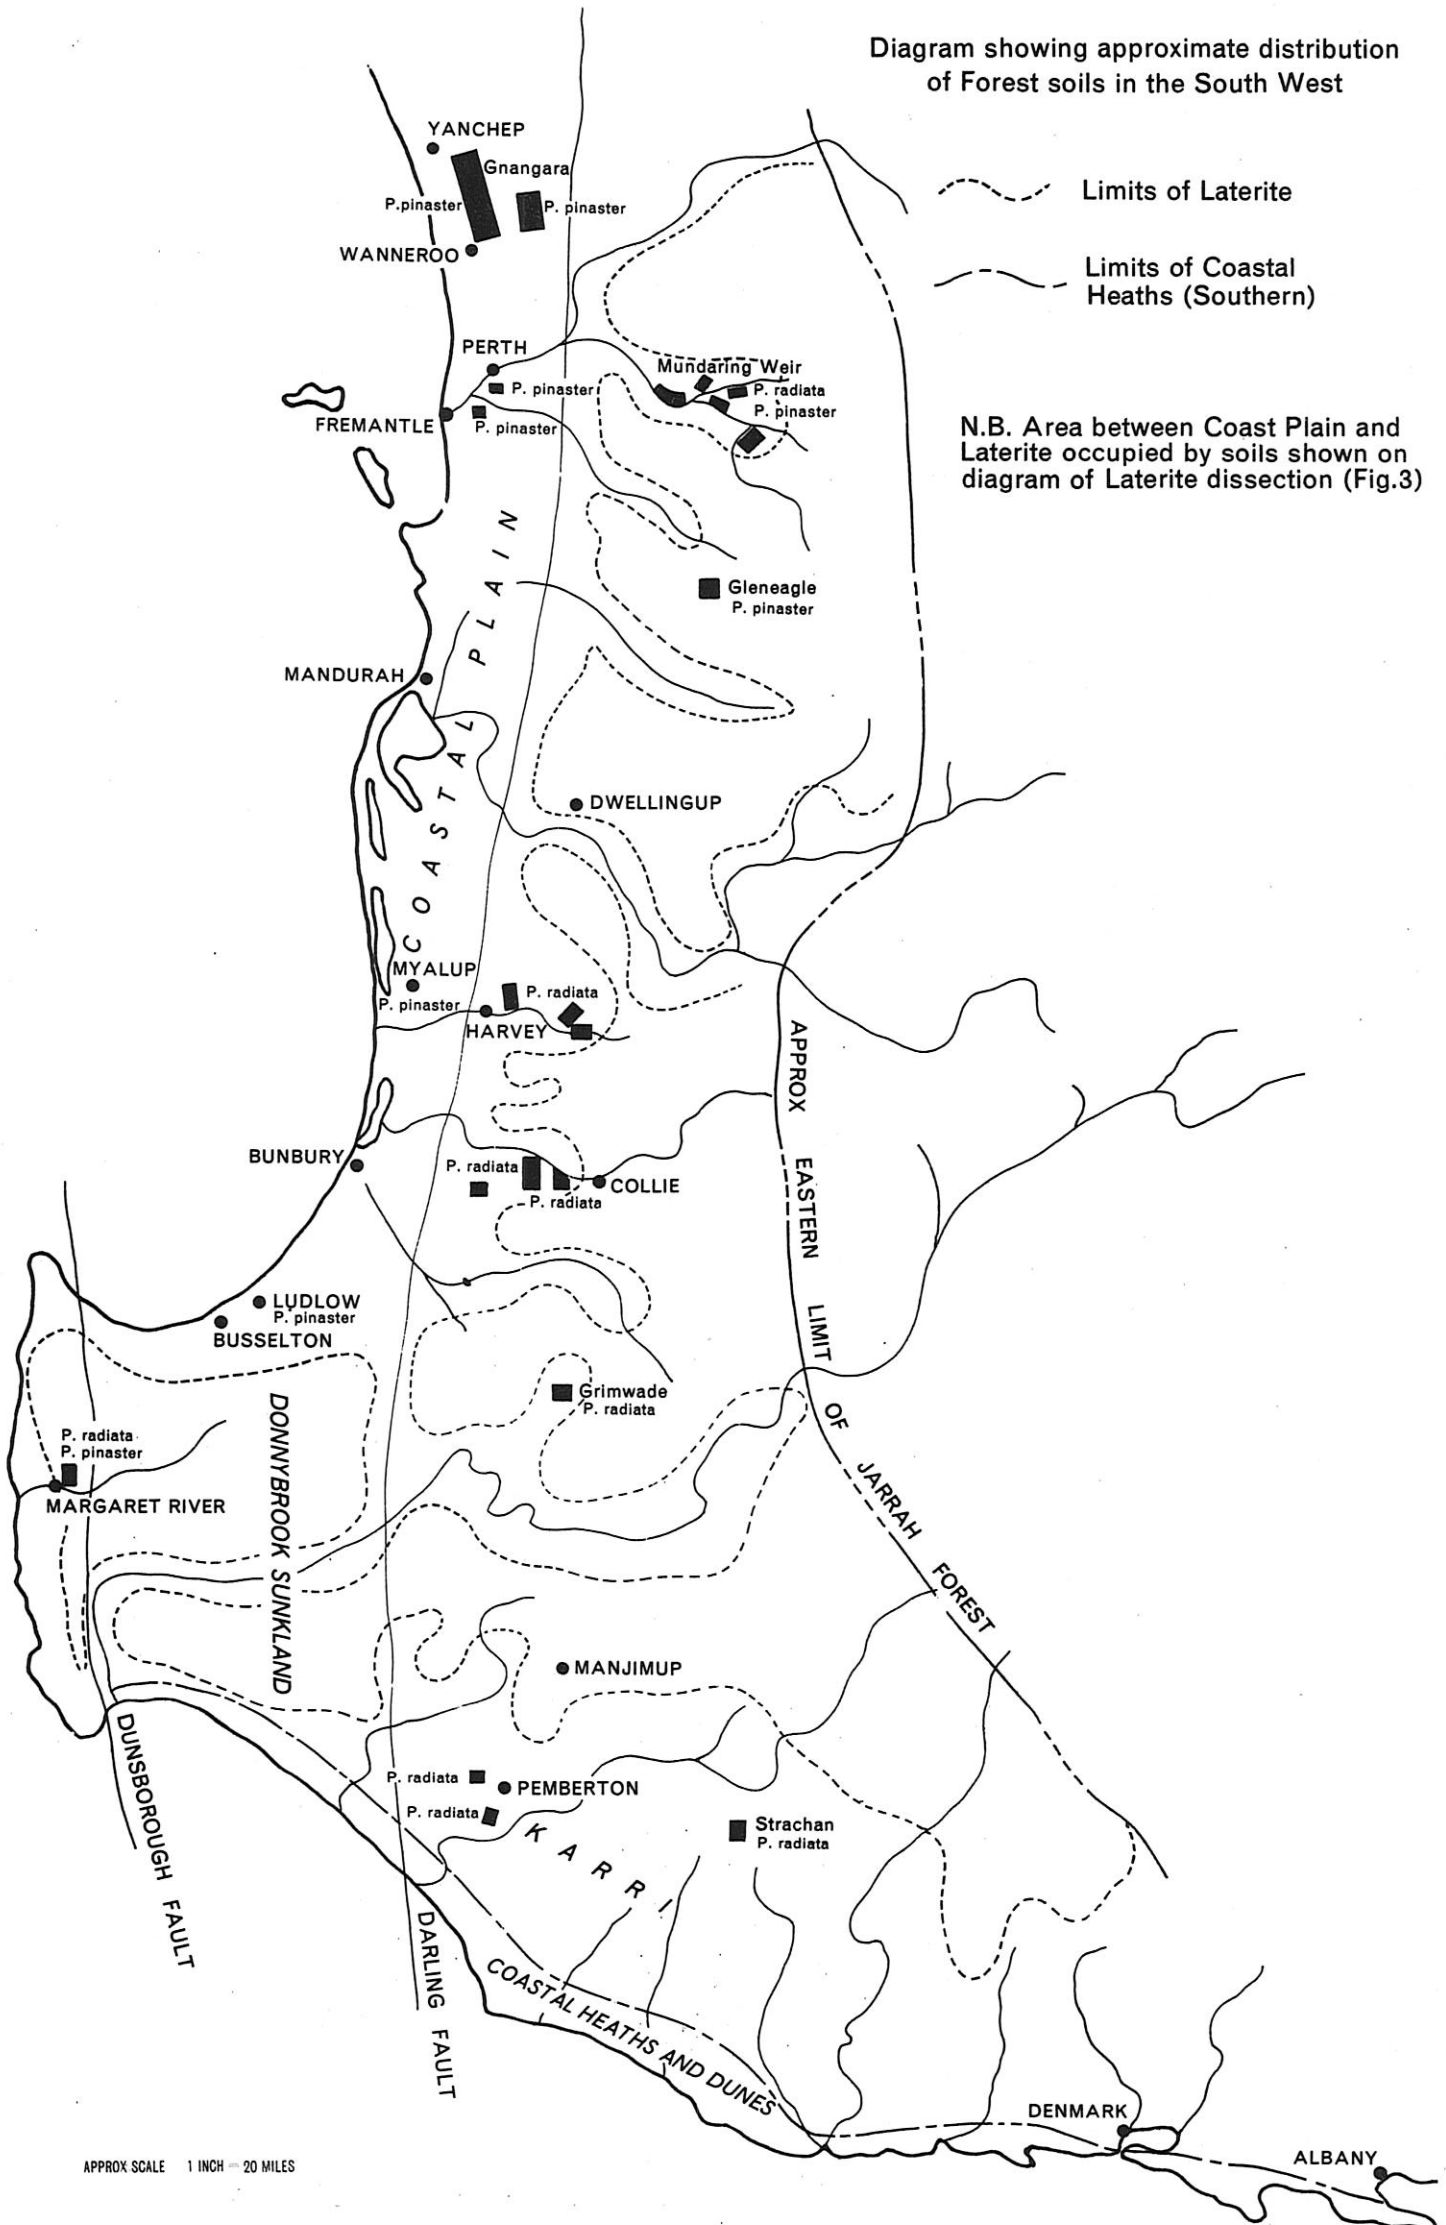 Diagram showing approximate distribution
of Forest soils in the South West
Limits of Laterite
Limits of Coastal
Heaths (Southern)
N.B. Area between Coast Plain and
Laterite occupied by soils shown on
diagram of Laterite dissection (Fig.3)
YANCHEP
Gnangara
P.pinaster
P. pinaster
WANNEROO
PERTH
P. pinaster
FREMANTLE
P. pinaster
Mundaring Weir
P. radiata
P. pinaster
Gleneagle
P. pinaster
MANDURAH
COASTAL PLAIN
DWELLINGUP
MYALUP
P. pinaster
P. radiata
HARVEY
BUNBURY
P. radiata
COLLIE
P. radiata
APPROX EASTERN LIMIT OF JARRAH FOREST
LUDLOW
P. pinaster
BUSSELTON
Grimwade
P. radiata
DONNYBROOK SUNKLAND
P. radiata
P. pinaster
MARGARET RIVER
MANJIMUP
DUNSBOROUGH FAULT
P. radiata
PEMBERTON
P. radiata
KARRI
Strachan
P. radiata
DARLING FAULT
COASTAL HEATHS AND DUNES
DENMARK
ALBANY
APPROX SCALE 1 INCH = 20 MILES